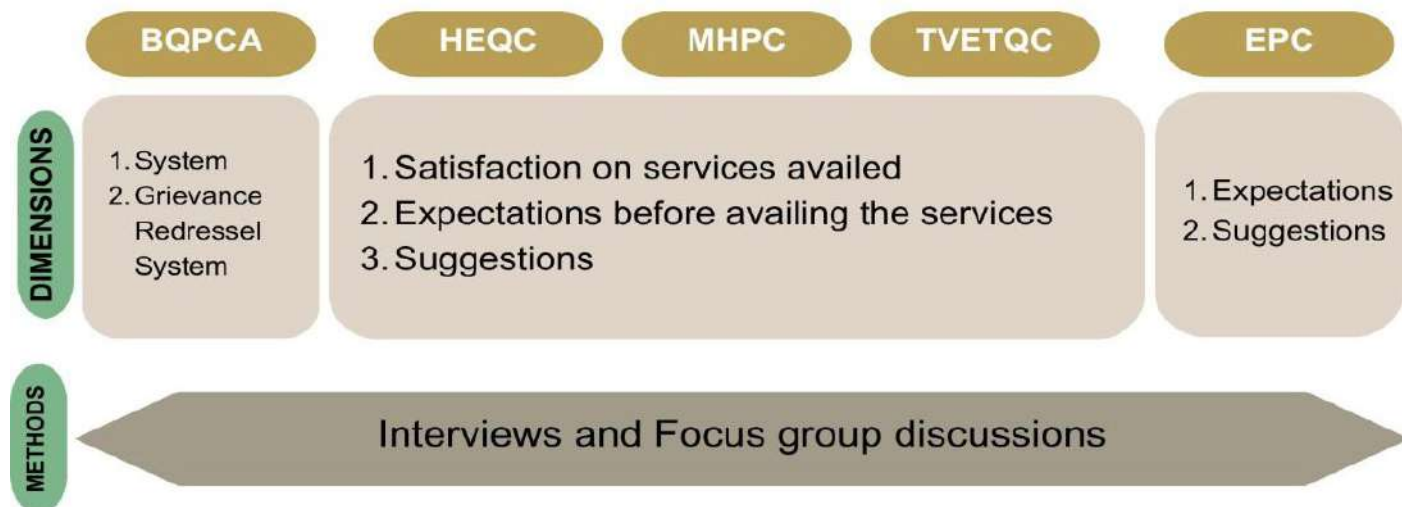 BQPCA
HEQC
MHPC
TVETQC
EPC
DIMENSIONS
1. System
2. Grievance
Redressel
System
1. Satisfaction on services availed
2. Expectations before availing the services
3. Suggestions
1. Expectations
2. Suggestions
METHODS
Interviews and Focus group discussions